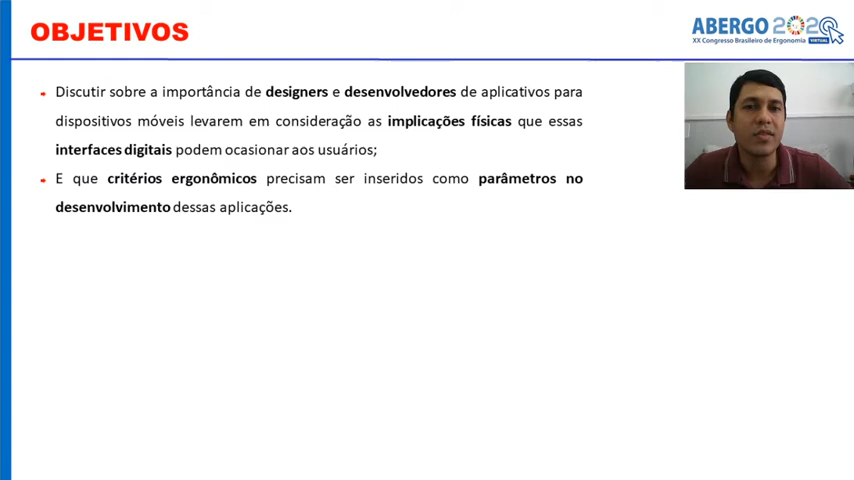 OBJETIVOS
ABERGO 2020
XX Congresso Brasileiro de Ergonomia VIRTUAL
Discutir sobre a importância de designers e desenvolvedores de aplicativos para
dispositivos móveis levarem em consideração as implicações físicas que essas
interfaces digitais podem ocasionar aos usuários;
E que critérios ergonômicos precisam ser inseridos como parâmetros no
desenvolvimento dessas aplicações.